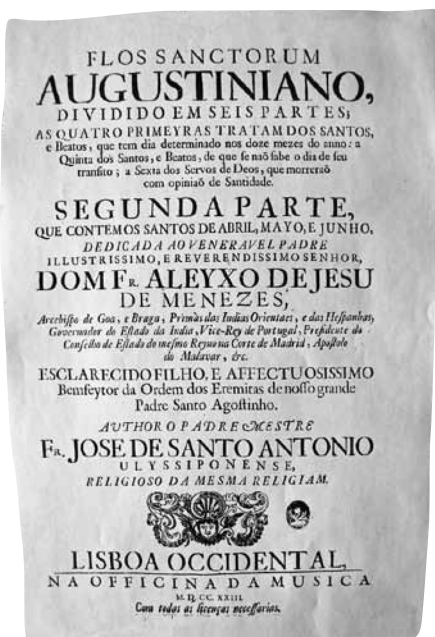 FLOS SANCTORUM
AUGUSTINIANO,
DIVIDIDO EM SEIS PARTES;
AS QUATRO PRIMEYRAS TRATAM DOS SANTOS,
e Beatos, que tem dia determinado nos doze mezes do anno: a
Quinta dos Santos, e Beatos, de que se naõ sabe o dia de seu
transito; a Sexta dos Servos de Deos, que morreraõ
com opiniaõ de Santidade.
SEGUNDA PARTE,
QUE CONTEM OS SANTOS DE ABRIL, MAYO, E JUNHO,
DEDICADA AO VENERAVEL PADRE
ILLUSTRISSIMO, E REVERENDISSIMO SENHOR,
DOM FR. ALEYXO DE JESU
DE MENEZES,
Arcebispo de Goa, e Braga, Primàs das Indias Orientaes, e das Hespanhas,
Governador do Estado da India, Vice-Rey de Portugal, Presidente do
Conselho de Estado do mesmo Reyno na Corte de Madrid, Apostolo
do Malavar, &c.
ESCLARECIDO FILHO, E AFFECTUOSISSIMO
Bemfeytor da Ordem dos Eremitas de nosso grande
Padre Santo Agostinho.
AUTHOR O PADRE MESTRE
FR. JOSE DE SANTO ANTONIO
ULYSSIPONENSE,
RELIGIOSO DA MESMA RELIGIAM.
LISBOA OCCIDENTAL,
NA OFFICINA DA MUSICA
M. D. CC. XXIII.
Com todas as licenças necessarias.